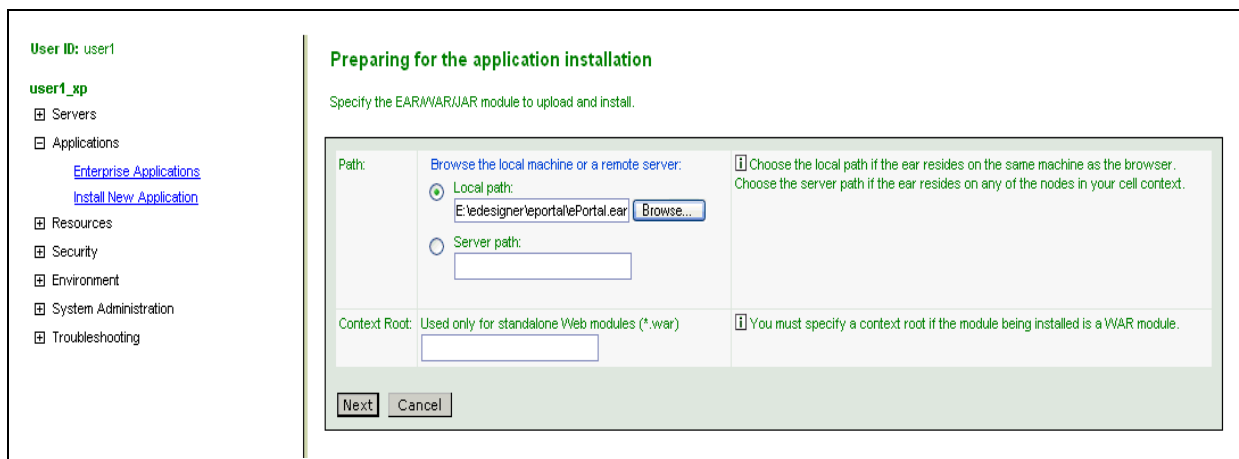 User ID: user1
user1_xp
Servers
Applications
Enterprise Applications
Install New Application
Resources
Security
Environment
System Administration
Troubleshooting
Preparing for the application installation
Specify the EAR/WAR/JAR module to upload and install.
Path:
Browse the local machine or a remote server:
Local path:
E:\edesigner\eportal\ePortal.ear Browse...
Server path:
i Choose the local path if the ear resides on the same machine as the browser.
Choose the server path if the ear resides on any of the nodes in your cell context.
Context Root: Used only for standalone Web modules (*.war)
i You must specify a context root if the module being installed is a WAR module.
Next Cancel